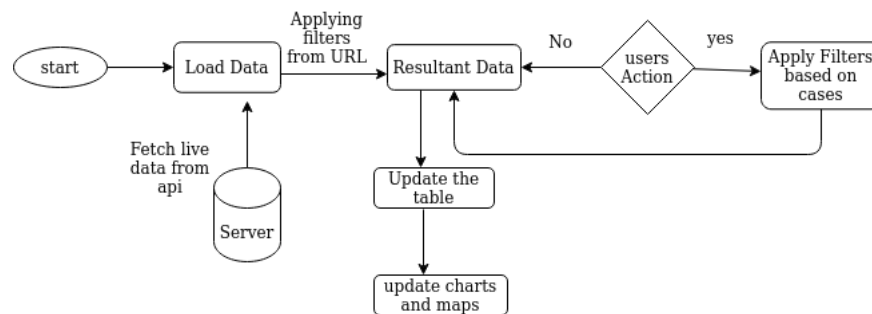 Applying
filters
from URL
No
yes
start
Load Data
Resultant Data
users
Action
Apply Filters
based on
cases
Fetch live
data from
api
Server
Update the
table
update charts
and maps